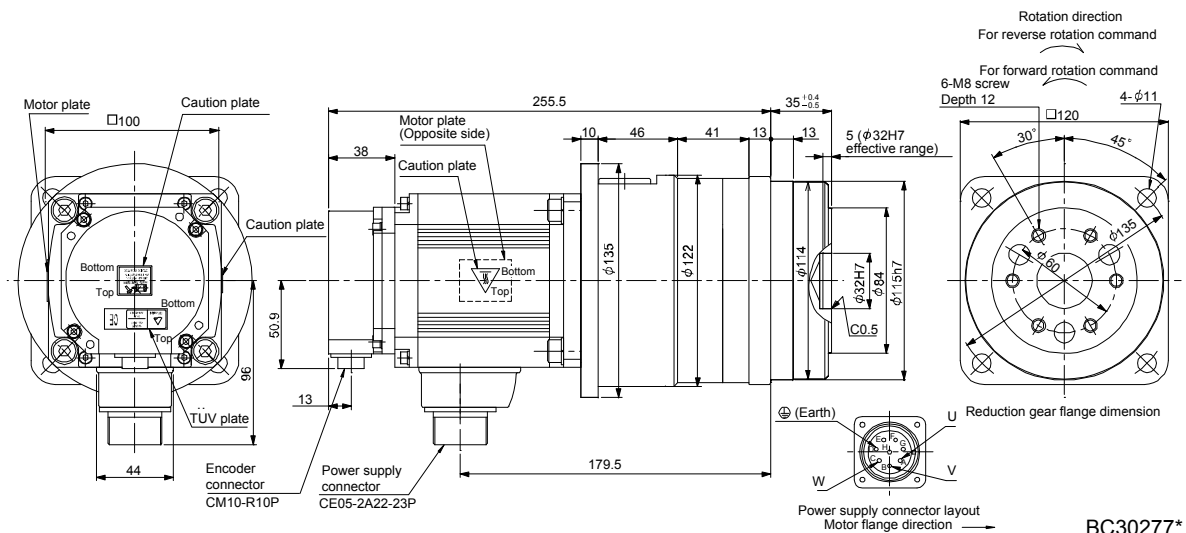 Rotation direction
For reverse rotation command
For forward rotation command
6-M8 screw
Depth 12
4-ϕ11
□120
30°
45°
ϕ135
ϕ60
Reduction gear flange dimension
Motor plate
Caution plate
□100
Caution plate
Bottom
Top
Bottom
Top
TÜV plate
44
96
255.5
35 +0.4 -0.5
10
46
41
13
13
38
Motor plate
(Opposite side)
Caution plate
Bottom
Top
5 (ϕ32H7
effective range)
ϕ135
ϕ122
ϕ114
ϕ32H7
ϕ84
ϕ115h7
C0.5
50.9
13
179.5
Encoder
connector
CM10-R10P
Power supply
connector
CE05-2A22-23P
(Earth)
U
V
W
E
F
G
H
A
B
C
Power supply connector layout
Motor flange direction
BC30277*